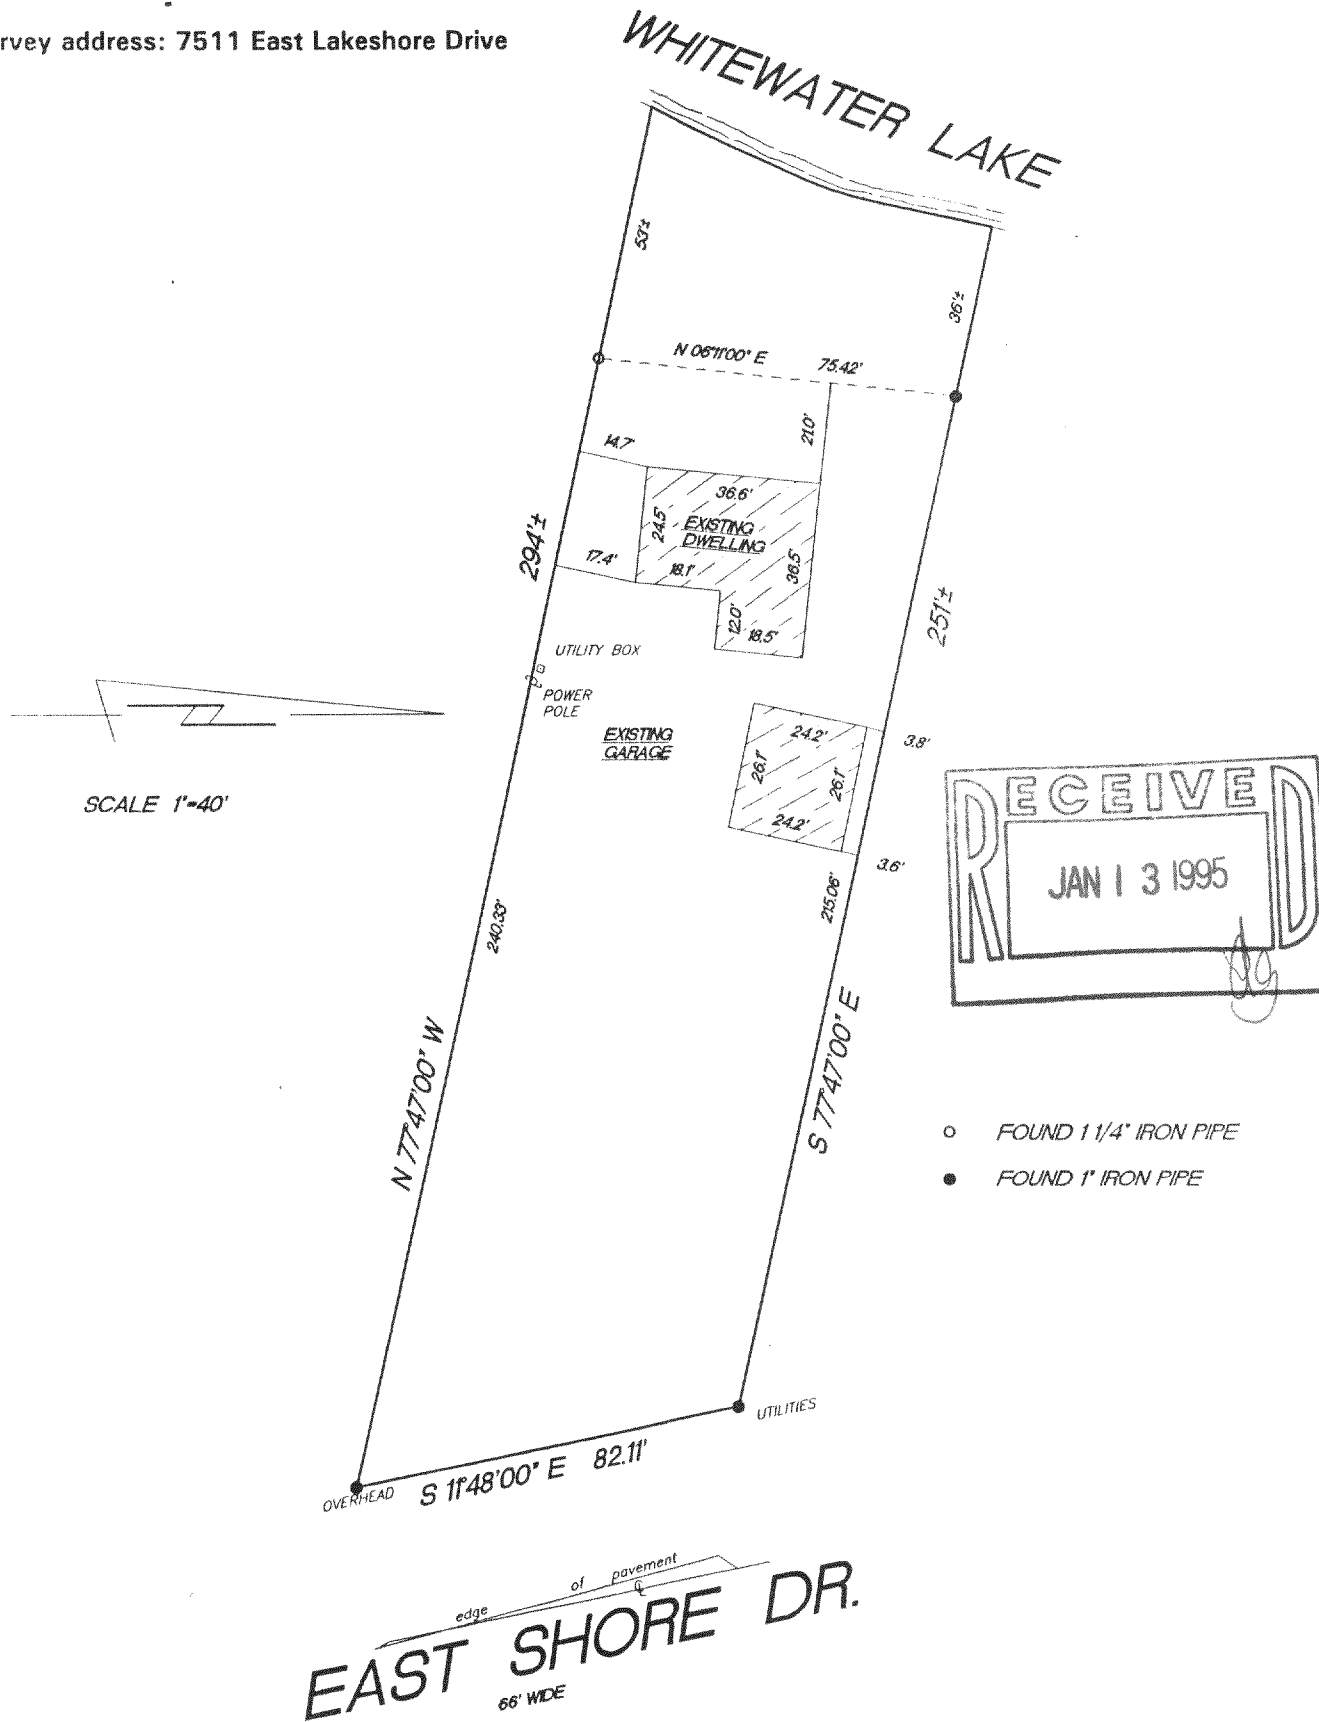 rvey address: 7511 East Lakeshore Drive
WHITEWATER LAKE
53'±
36'±
N 06°11'00" E 75.42'
21.0'
14.7'
36.6'
24.5'
EXISTING
DWELLING
294'±
17.4'
18.1'
36.5'
12.0'
18.5'
251'±
UTILITY BOX
POWER
POLE
EXISTING
GARAGE
24.2'
3.8'
26.1'
26.1'
24.2'
3.6'
SCALE 1"=40'
RECEIVED
JAN 13 1995
215.06'
240.33'
N 77°47'00" W
S 77°47'00" E
FOUND 1 1/4" IRON PIPE
FOUND 1" IRON PIPE
UTILITIES
OVERHEAD
S 11°48'00" E 82.11'
edge of pavement
EAST SHORE DR.
66' WIDE